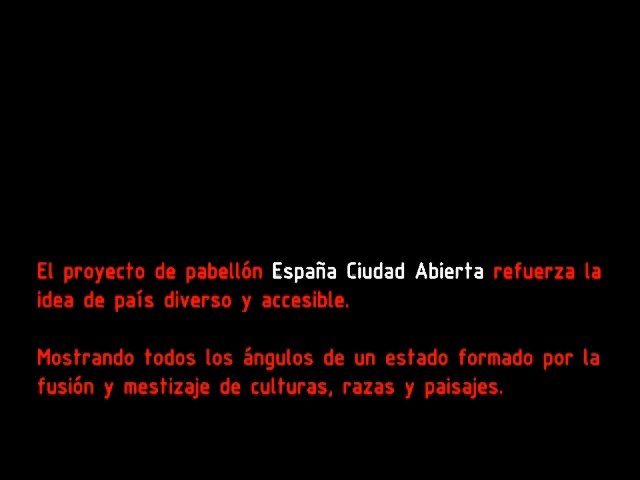 El proyecto de pabellón España Ciudad Abierta refuerza la
idea de país diverso y accesible.
Mostrando todos los ángulos de un estado formado por la
fusión y mestizaje de culturas, razas y paisajes.